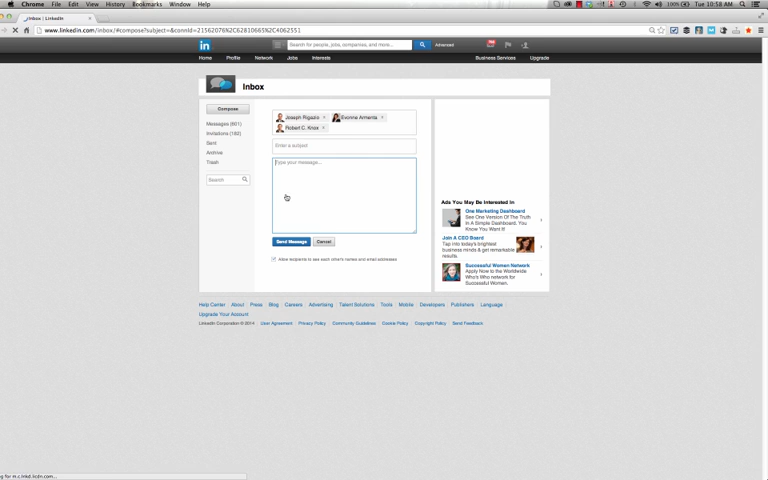 Chrome File Edit View History Bookmarks Window Help
100% Tue 10:58 AM
Inbox | LinkedIn
www.linkedin.com/inbox/#compose?subject=&connId=21562076%2C62810665%2C4062551
in
Search for people, jobs, companies, and more...
Advanced
Home Profile Network Jobs Interests
Business Services Upgrade
Inbox
Compose
Messages (601)
Invitations (182)
Sent
Archive
Trash
Search
Joseph Rigazio × Evonne Armenta ×
Robert C. Knox ×
Enter a subject
Type your message...
Send Message Cancel
Allow recipients to see each other's names and email addresses
Ads You May Be Interested In
One Marketing Dashboard
See One Version Of The Truth
In A Simple Dashboard. You
Know You Want It!
Join A CEO Board
Tap into today's brightest
business minds & get remarkable
results.
Successful Women Network
Apply Now to the Worldwide
Who's Who network for
Successful Women.
Help Center About Press Blog Careers Advertising Talent Solutions Tools Mobile Developers Publishers Language
Upgrade Your Account
LinkedIn Corporation © 2014 User Agreement Privacy Policy Community Guidelines Cookie Policy Copyright Policy Send Feedback